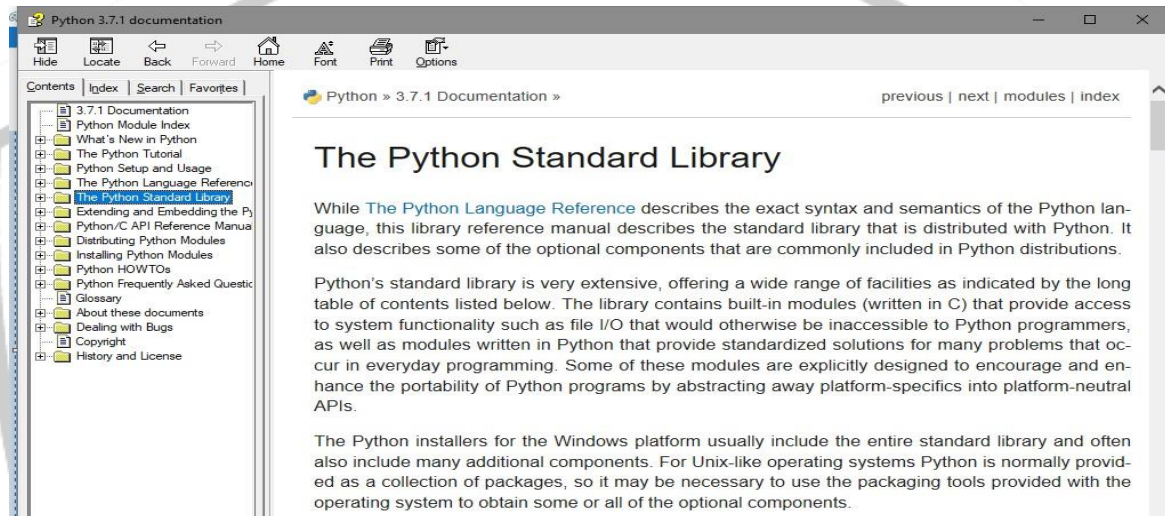 Python 3.7.1 documentation
Hide Locate Back Forward Home Font Print Options
Contents Index Search Favorites
3.7.1 Documentation
Python Module Index
What's New in Python
The Python Tutorial
Python Setup and Usage
The Python Language Referenc
The Python Standard Library
Extending and Embedding the Py
Python/C API Reference Manua
Distributing Python Modules
Installing Python Modules
Python HOWTOs
Python Frequently Asked Questic
Glossary
About these documents
Dealing with Bugs
Copyright
History and License
Python » 3.7.1 Documentation » previous | next | modules | index
The Python Standard Library
While The Python Language Reference describes the exact syntax and semantics of the Python lan-
guage, this library reference manual describes the standard library that is distributed with Python. It
also describes some of the optional components that are commonly included in Python distributions.
Python's standard library is very extensive, offering a wide range of facilities as indicated by the long
table of contents listed below. The library contains built-in modules (written in C) that provide access
to system functionality such as file I/O that would otherwise be inaccessible to Python programmers,
as well as modules written in Python that provide standardized solutions for many problems that oc-
cur in everyday programming. Some of these modules are explicitly designed to encourage and en-
hance the portability of Python programs by abstracting away platform-specifics into platform-neutral
APIs.
The Python installers for the Windows platform usually include the entire standard library and often
also include many additional components. For Unix-like operating systems Python is normally provid-
ed as a collection of packages, so it may be necessary to use the packaging tools provided with the
operating system to obtain some or all of the optional components.